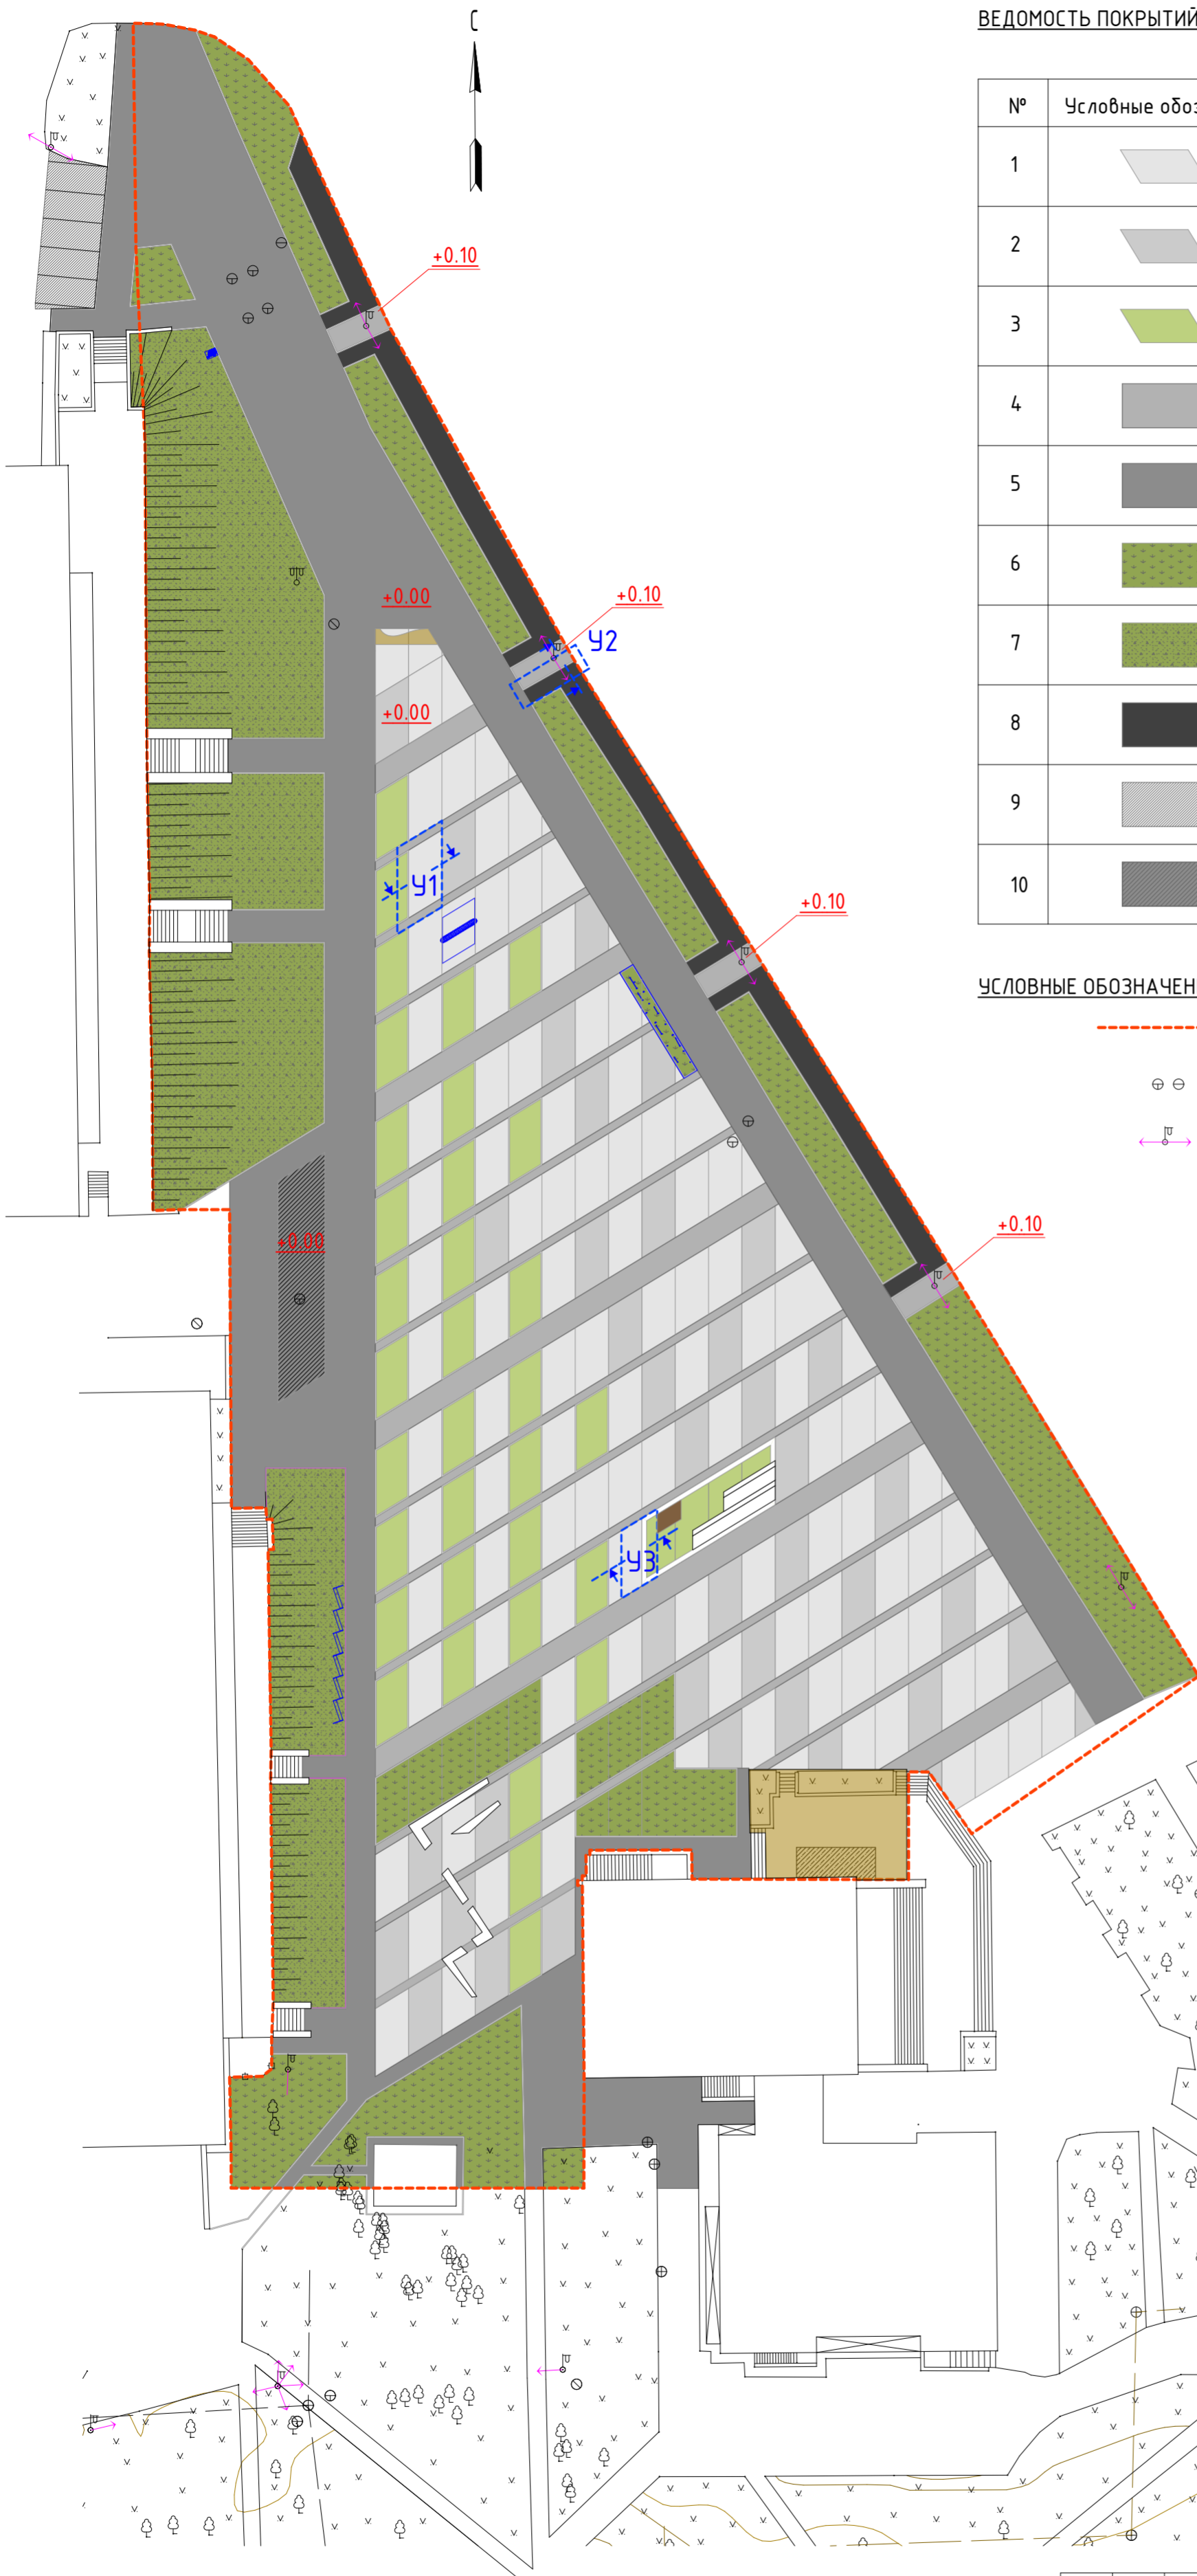 ВЕДОМОСТЬ ПОКРЫТИЙ
С
№ Условные обоз
1
2
3
4
5
6
7
8
9
10
+0.10
+0.00
+0.10
У2
+0.00
У1
+0.10
УСЛОВНЫЕ ОБОЗНАЧЕН
+0.10
+0.00
У3